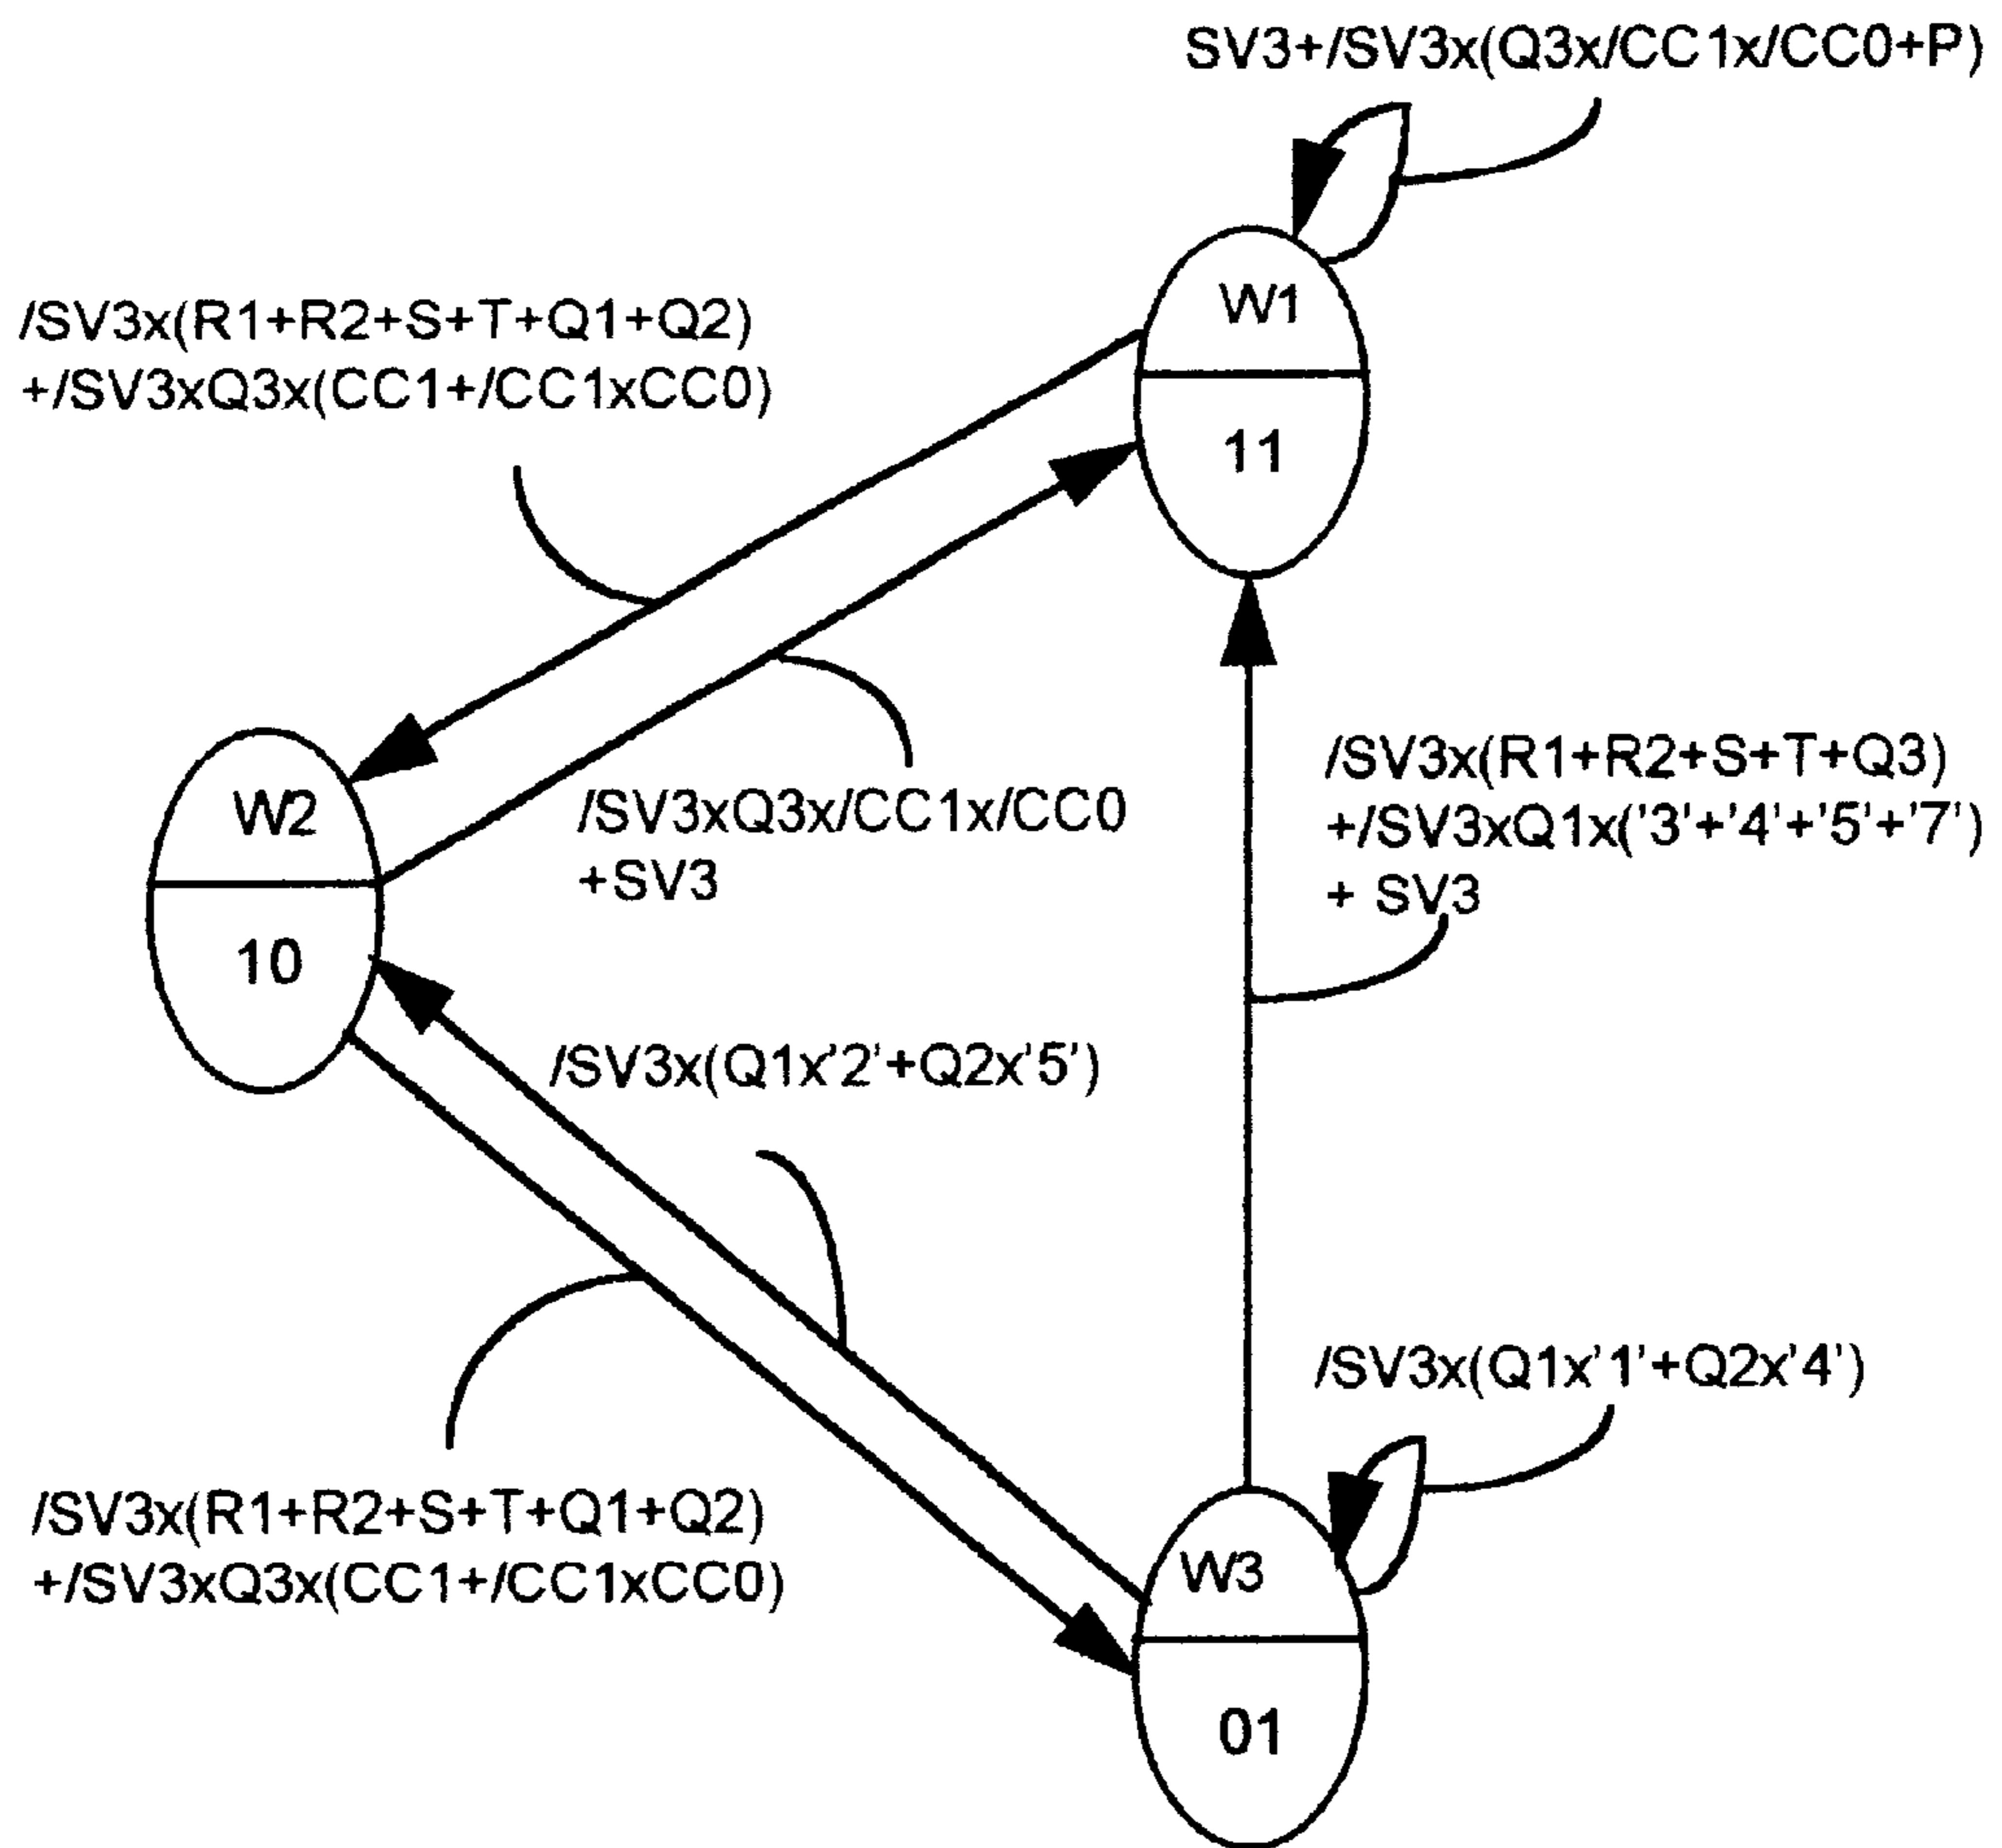 SV3+/SV3x(Q3x/CC1x/CC0+P)
W1
11
/SV3x(R1+R2+S+T+Q1+Q2)
+/SV3xQ3x(CC1+/CC1xCC0)
W2
10
/SV3xQ3x/CC1x/CC0
+SV3
/SV3x(R1+R2+S+T+Q3)
+/SV3xQ1x('3'+'4'+'5'+'7')
+ SV3
/SV3x(Q1x'2'+Q2x'5')
/SV3x(Q1x'1'+Q2x'4')
/SV3x(R1+R2+S+T+Q1+Q2)
+/SV3xQ3x(CC1+/CC1xCC0)
W3
01